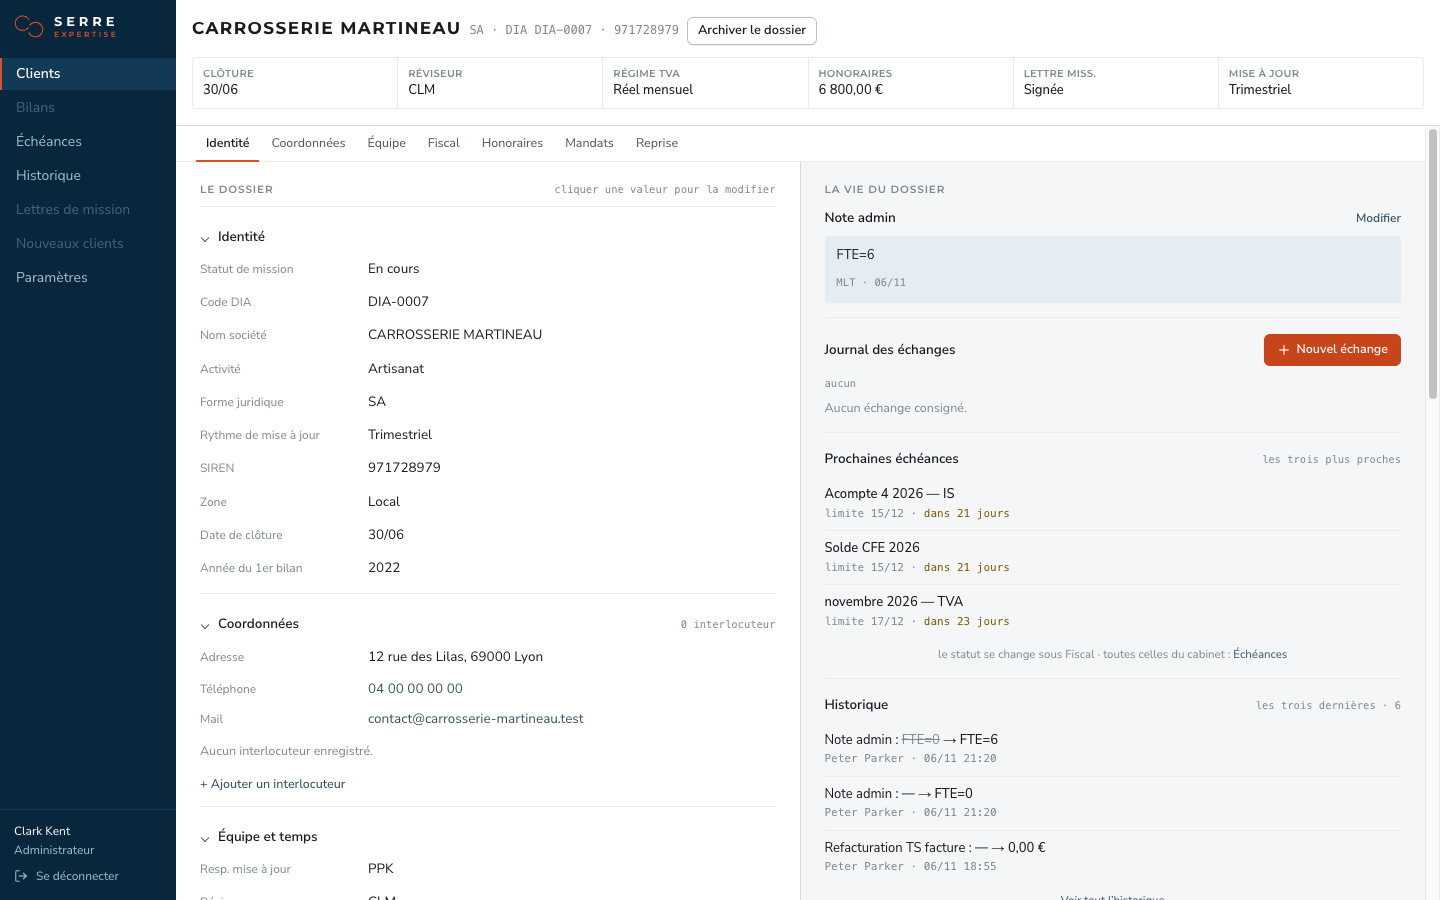 SERRE
EXPERTISE
Clients
Bilans
Échéances
Historique
Lettres de mission
Nouveaux clients
Paramètres
Clark Kent
Administrateur
Se déconnecter
CARROSSERIE MARTINEAU SA · DIA DIA-0007 · 971728979 Archiver le dossier
CLÔTURE
30/06
RÉVISEUR
CLM
RÉGIME TVA
Réel mensuel
HONORAIRES
6 800,00 €
LETTRE MISS.
Signée
MISE À JOUR
Trimestriel
Identité Coordonnées Équipe Fiscal Honoraires Mandats Reprise
LE DOSSIER cliquer une valeur pour la modifier
Identité
Statut de mission En cours
Code DIA DIA-0007
Nom société CARROSSERIE MARTINEAU
Activité Artisanat
Forme juridique SA
Rythme de mise à jour Trimestriel
SIREN 971728979
Zone Local
Date de clôture 30/06
Année du 1er bilan 2022
Coordonnées 0 interlocuteur
Adresse 12 rue des Lilas, 69000 Lyon
Téléphone 04 00 00 00 00
Mail contact@carrosserie-martineau.test
Aucun interlocuteur enregistré.
+ Ajouter un interlocuteur
Équipe et temps
Resp. mise à jour PPK
LA VIE DU DOSSIER
Note admin Modifier
FTE=6
MLT · 06/11
Journal des échanges + Nouvel échange
aucun
Aucun échange consigné.
Prochaines échéances les trois plus proches
Acompte 4 2026 — IS
limite 15/12 · dans 21 jours
Solde CFE 2026
limite 15/12 · dans 21 jours
novembre 2026 — TVA
limite 17/12 · dans 23 jours
le statut se change sous Fiscal · toutes celles du cabinet : Échéances
Historique les trois dernières · 6
Note admin : FTE=0 → FTE=6
Peter Parker · 06/11 21:20
Note admin : — → FTE=0
Peter Parker · 06/11 21:20
Refacturation TS facture : — → 0,00 €
Peter Parker · 06/11 18:55
Voir tout l'historique